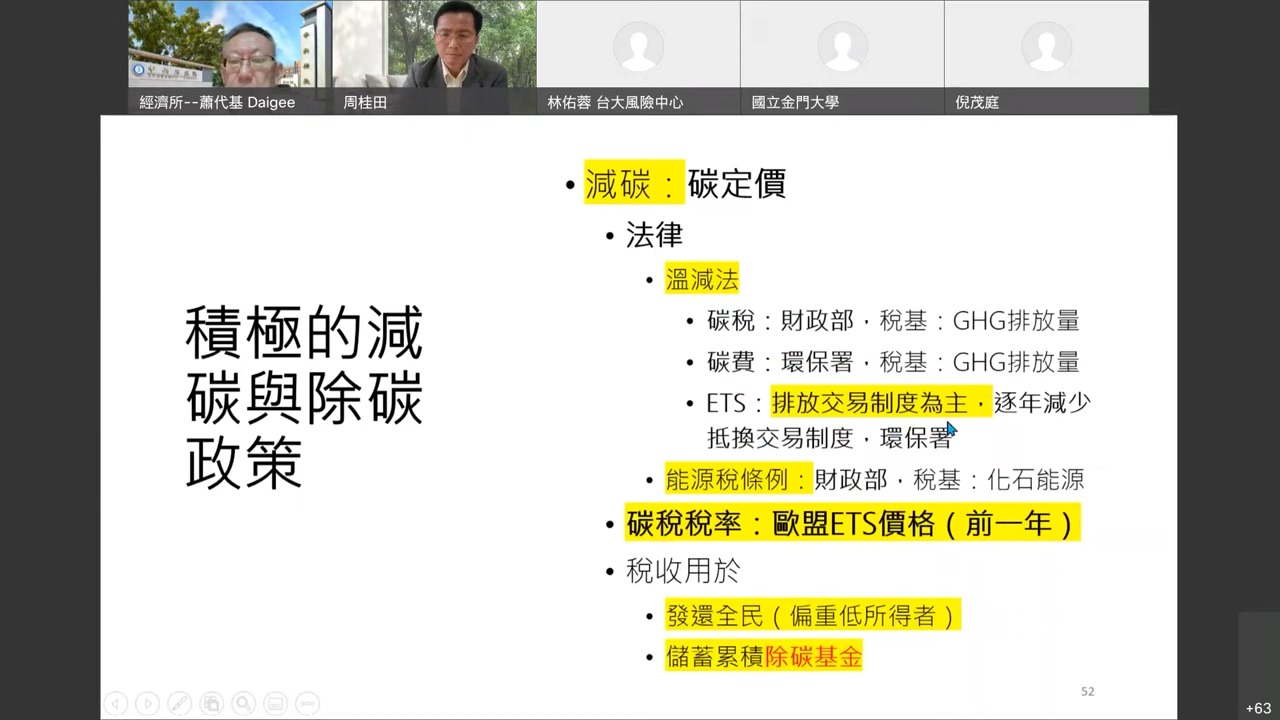 經濟所--蕭代基 Daigee
周桂田
林佑蓉 台大風險中心
國立金門大學
倪茂庭
積極的減
碳與除碳
政策
• 減碳：碳定價
• 法律
• 溫減法
• 碳稅：財政部，稅基：GHG排放量
• 碳費：環保署，稅基：GHG排放量
• ETS：排放交易制度為主，逐年減少
抵換交易制度，環保署
• 能源稅條例：財政部，稅基：化石能源
• 碳稅稅率：歐盟ETS價格（前一年）
• 稅收用於
• 發還全民（偏重低所得者）
• 儲蓄累積除碳基金
52
+63